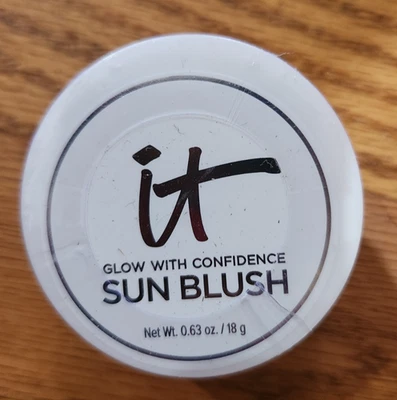 it
GLOW WITH CONFIDENCE
SUN BLUSH
Net Wt. 0.63 oz. / 18 g